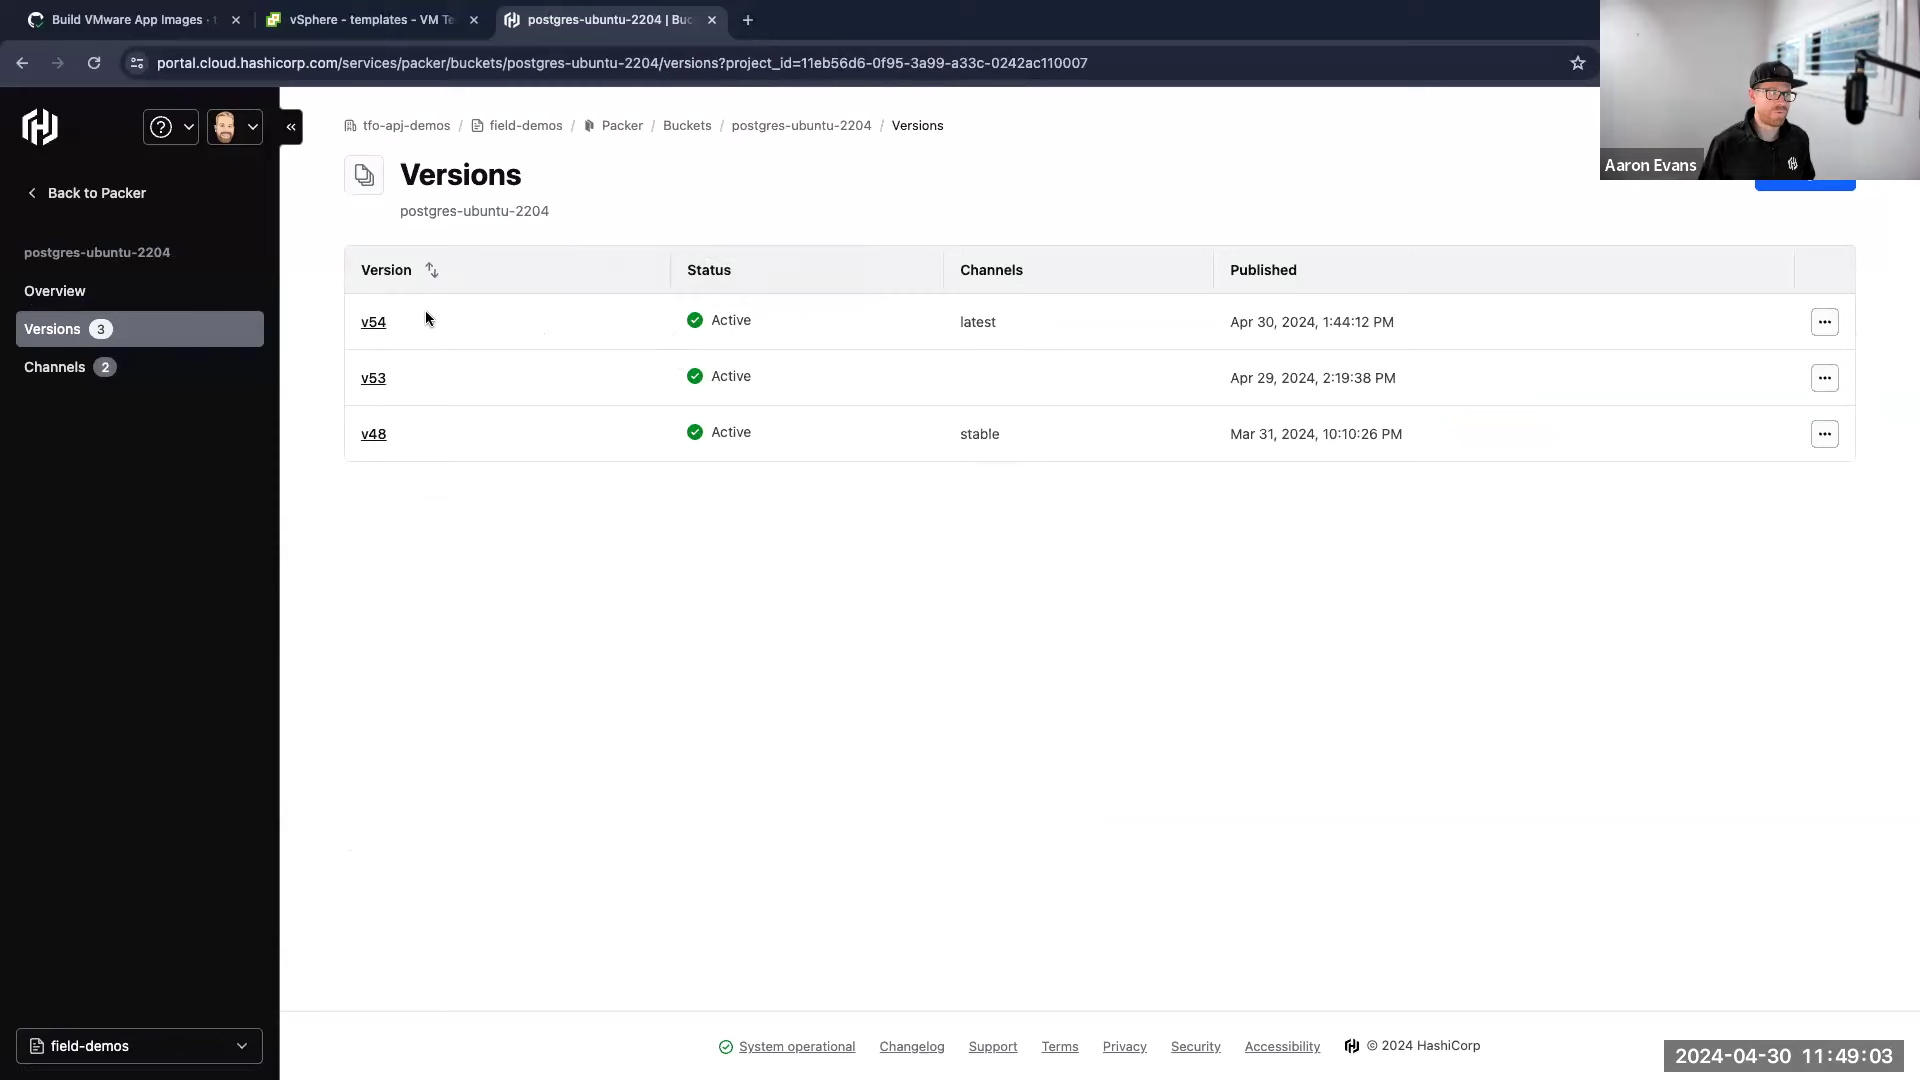 Build VMware App Images · t
vSphere - templates - VM Te
postgres-ubuntu-2204 | Buc
portal.cloud.hashicorp.com/services/packer/buckets/postgres-ubuntu-2204/versions?project_id=11eb56d6-0f95-3a99-a33c-0242ac110007
Aaron Evans
Back to Packer
postgres-ubuntu-2204
Overview
Versions 3
Channels 2
field-demos
tfo-apj-demos / field-demos / Packer / Buckets / postgres-ubuntu-2204 / Versions
Versions
postgres-ubuntu-2204
Version Status Channels Published
v54 Active latest Apr 30, 2024, 1:44:12 PM
v53 Active Apr 29, 2024, 2:19:38 PM
v48 Active stable Mar 31, 2024, 10:10:26 PM
System operational Changelog Support Terms Privacy Security Accessibility © 2024 HashiCorp
2024-04-30 11:49:03